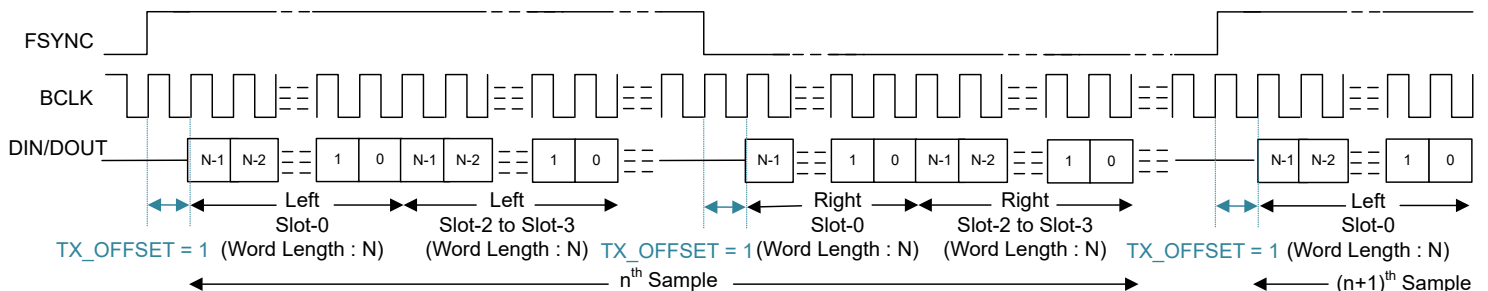 FSYNC
BCLK
DIN/DOUT
N-1 N-2 1 0 N-1 N-2 1 0 N-1 1 0 N-1 N-2 1 0 N-1 N-2 1 0
Left Left Right Right Left
Slot-0 Slot-2 to Slot-3 Slot-0 Slot-2 to Slot-3 Slot-0
TX_OFFSET = 1 (Word Length : N) (Word Length : N) TX_OFFSET = 1 (Word Length : N) (Word Length : N) TX_OFFSET = 1 (Word Length : N)
nth Sample (n+1)th Sample